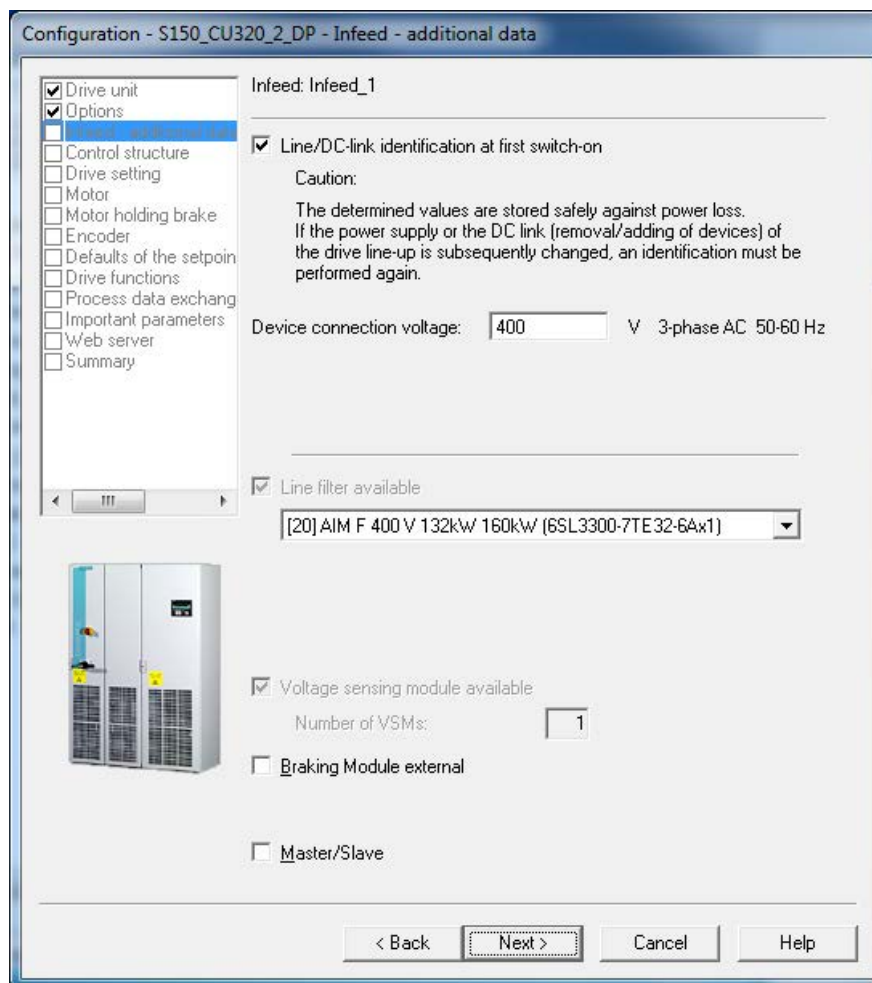 Configuration - S150_CU320_2_DP - Infeed - additional data
Drive unit
Options
Infeed - additional data
Control structure
Drive setting
Motor
Motor holding brake
Encoder
Defaults of the setpoin
Drive functions
Process data exchang
Important parameters
Web server
Summary
Infeed: Infeed_1
Line/DC-link identification at first switch-on
Caution:
The determined values are stored safely against power loss.
If the power supply or the DC link (removal/adding of devices) of
the drive line-up is subsequently changed, an identification must be
performed again.
Device connection voltage: 400 V 3-phase AC 50-60 Hz
Line filter available
[20] AIM F 400 V 132kW 160kW (6SL3300-7TE32-6Ax1)
Voltage sensing module available
Number of VSMs: 1
Braking Module external
Master/Slave
< Back Next > Cancel Help